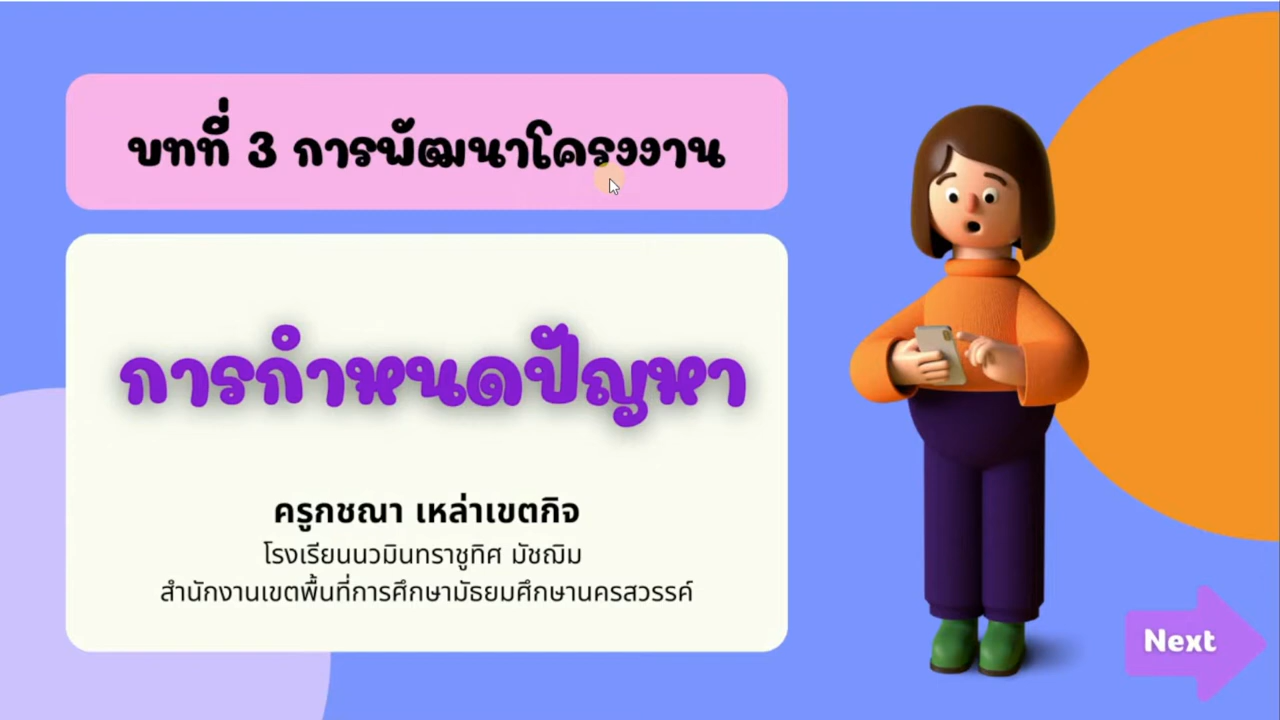 บทที่ 3 การพัฒนาโครงงาน
การกำหนดปัญหา
ครูกชณา เหล่าเขตกิจ
โรงเรียนนวมินทราชูทิศ มัชฌิม
สำนักงานเขตพื้นที่การศึกษามัธยมศึกษานครสวรรค์
Next